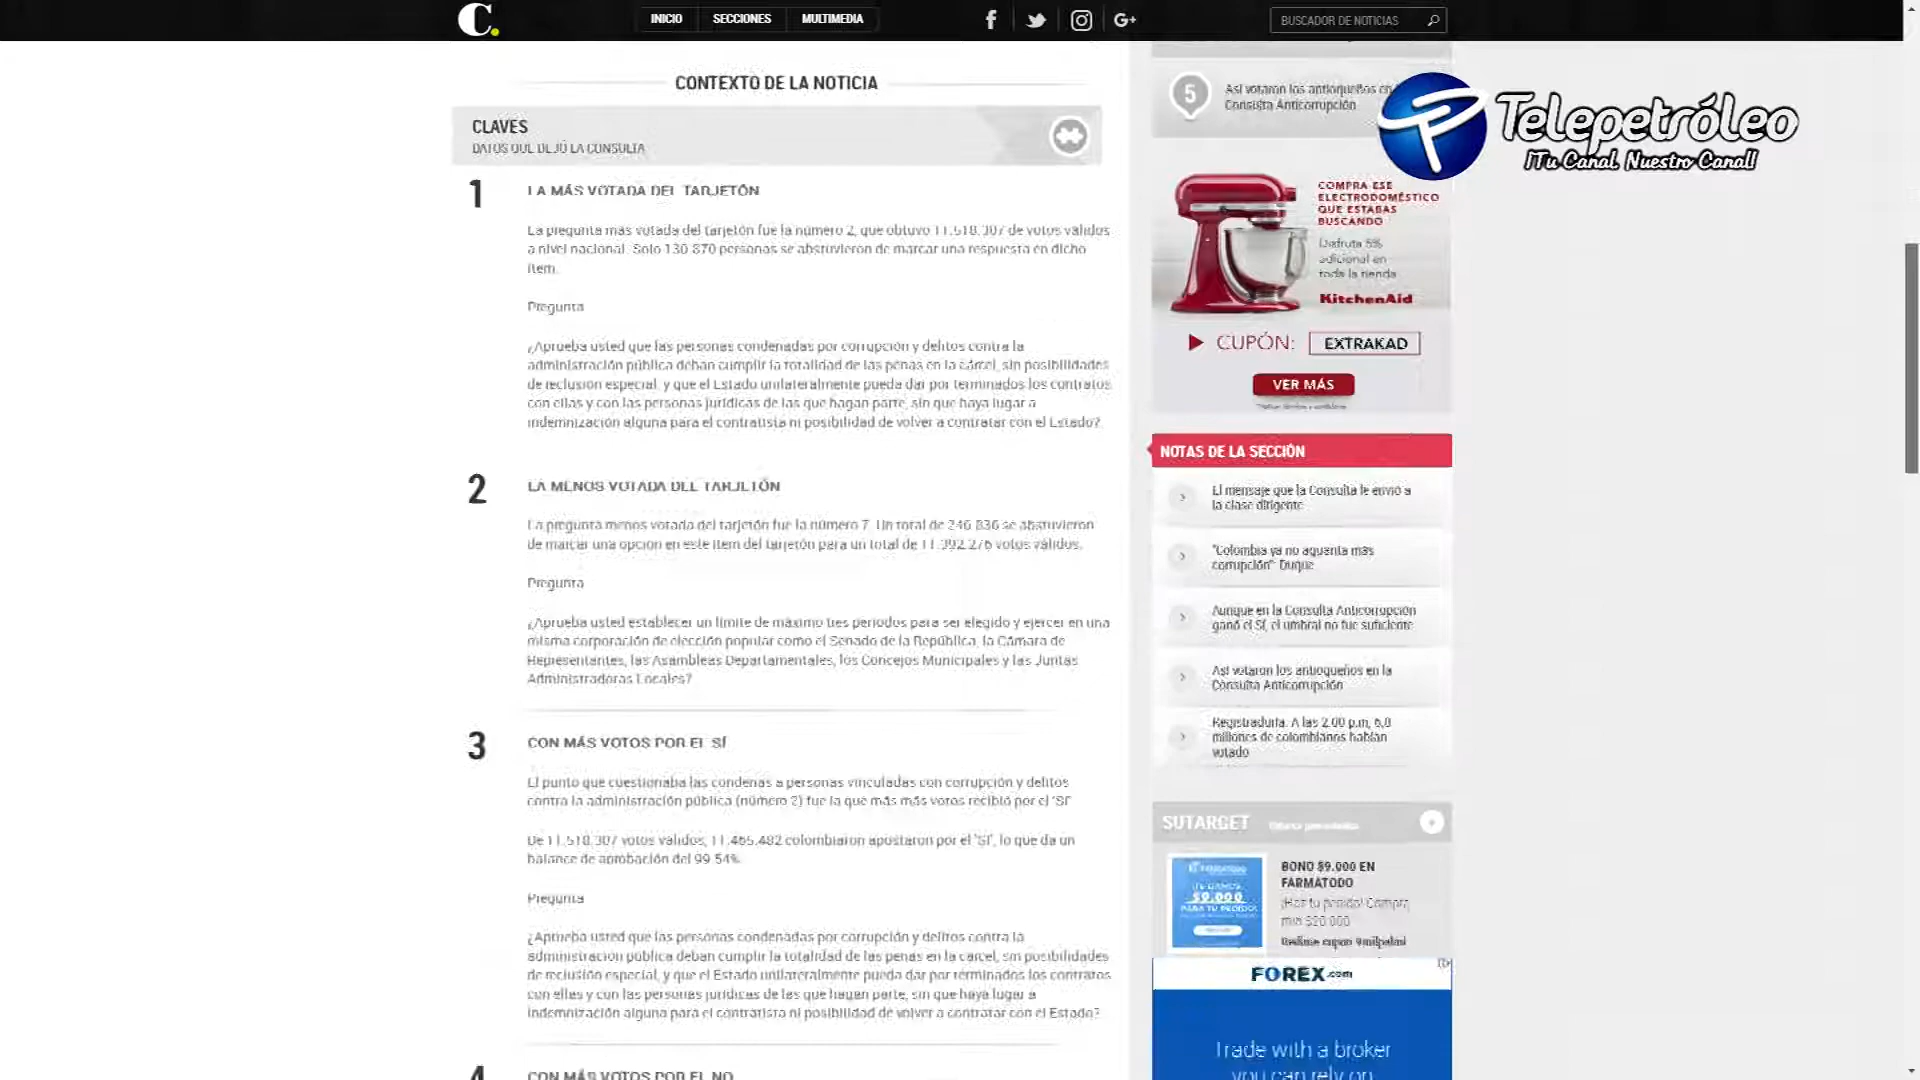 C.
INICIO
SECCIONES
MULTIMEDIA
BUSCADOR DE NOTICIAS
CONTEXTO DE LA NOTICIA
CLAVES
DATOS QUE DEJÓ LA CONSULTA
1
LA MÁS VOTADA DEL TARJETÓN
La pregunta más votada del tarjetón fue la número 2, que obtuvo 11.518.307 de votos válidos
a nivel nacional. Solo 130.870 personas se abstuvieron de marcar una respuesta en dicho
ítem.
Pregunta
¿Aprueba usted que las personas condenadas por corrupción y delitos contra la
administración pública deban cumplir la totalidad de las penas en la cárcel, sin posibilidades
de reclusión especial, y que el Estado unilateralmente pueda dar por terminados los contratos
con ellas y con las personas jurídicas de las que hagan parte, sin que haya lugar a
indemnización alguna para el contratista ni posibilidad de volver a contratar con el Estado?
2
LA MENOS VOTADA DEL TARJETÓN
La pregunta menos votada del tarjetón fue la número 7. Un total de 246.836 se abstuvieron
de marcar una opción en este ítem del tarjetón para un total de 11.392.276 votos válidos.
Pregunta
¿Aprueba usted establecer un límite de máximo tres periodos para ser elegido y ejercer en una
misma corporación de elección popular como el Senado de la República, la Cámara de
Representantes, las Asambleas Departamentales, los Concejos Municipales y las Juntas
Administradoras Locales?
3
CON MÁS VOTOS POR EL SÍ
El punto que cuestionaba las condenas a personas vinculadas con corrupción y delitos
contra la administración pública (número 2) fue la que más más votos recibió por el 'SÍ'
De 11.518.307 votos válidos, 11.465.482 colombiaron apostaron por el 'SÍ', lo que da un
balance de aprobación del 99.54%.
Pregunta
¿Aprueba usted que las personas condenadas por corrupción y delitos contra la
administración pública deban cumplir la totalidad de las penas en la cárcel, sin posibilidades
de reclusión especial, y que el Estado unilateralmente pueda dar por terminados los contratos
con ellas y con las personas jurídicas de las que hagan parte, sin que haya lugar a
indemnización alguna para el contratista ni posibilidad de volver a contratar con el Estado?
4
CON MÁS VOTOS POR EL NO
5
Así votaron los antioqueños en
Consulta Anticorrupción
Telepetróleo
¡Tu Canal, Nuestro Canal!
COMPRA ESE
ELECTRODOMÉSTICO
QUE ESTABAS
BUSCANDO
Disfruta 5%
adicional en
toda la tienda
KitchenAid
CUPÓN: EXTRAKAD
VER MÁS
NOTAS DE LA SECCIÓN
El mensaje que la Consulta le envió a
la clase dirigente
"Colombia ya no aguanta más
corrupción": Duque
Aunque en la Consulta Anticorrupción
ganó el SÍ, el umbral no fue suficiente
Así votaron los antioqueños en la
Consulta Anticorrupción
Registraduría: A las 2:00 p.m, 6,8
millones de colombianos habían
votado
SUTARGET
BONO $9.000 EN
FARMATODO
¡Haz tu pedido! Compra
min $20.000
Redime cupon 9milpalsi
$9.000
PARA TU PEDIDO
FOREX.com
Trade with a broker
you can rely on